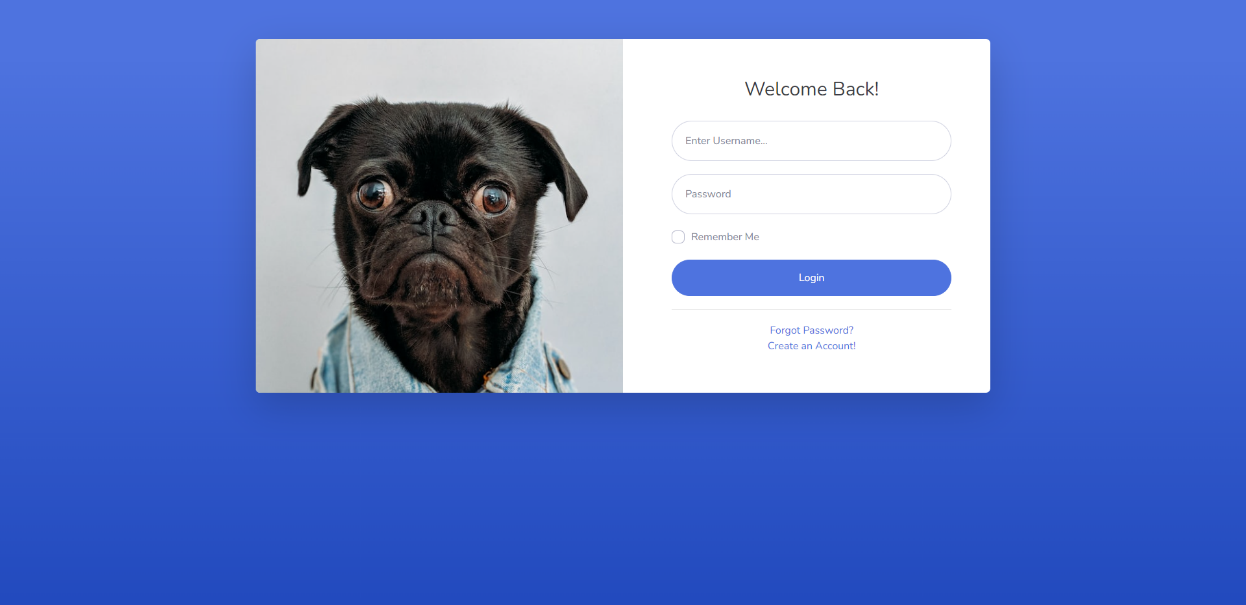 Welcome Back!
Enter Username...
Password
Remember Me
Login
Forgot Password?
Create an Account!